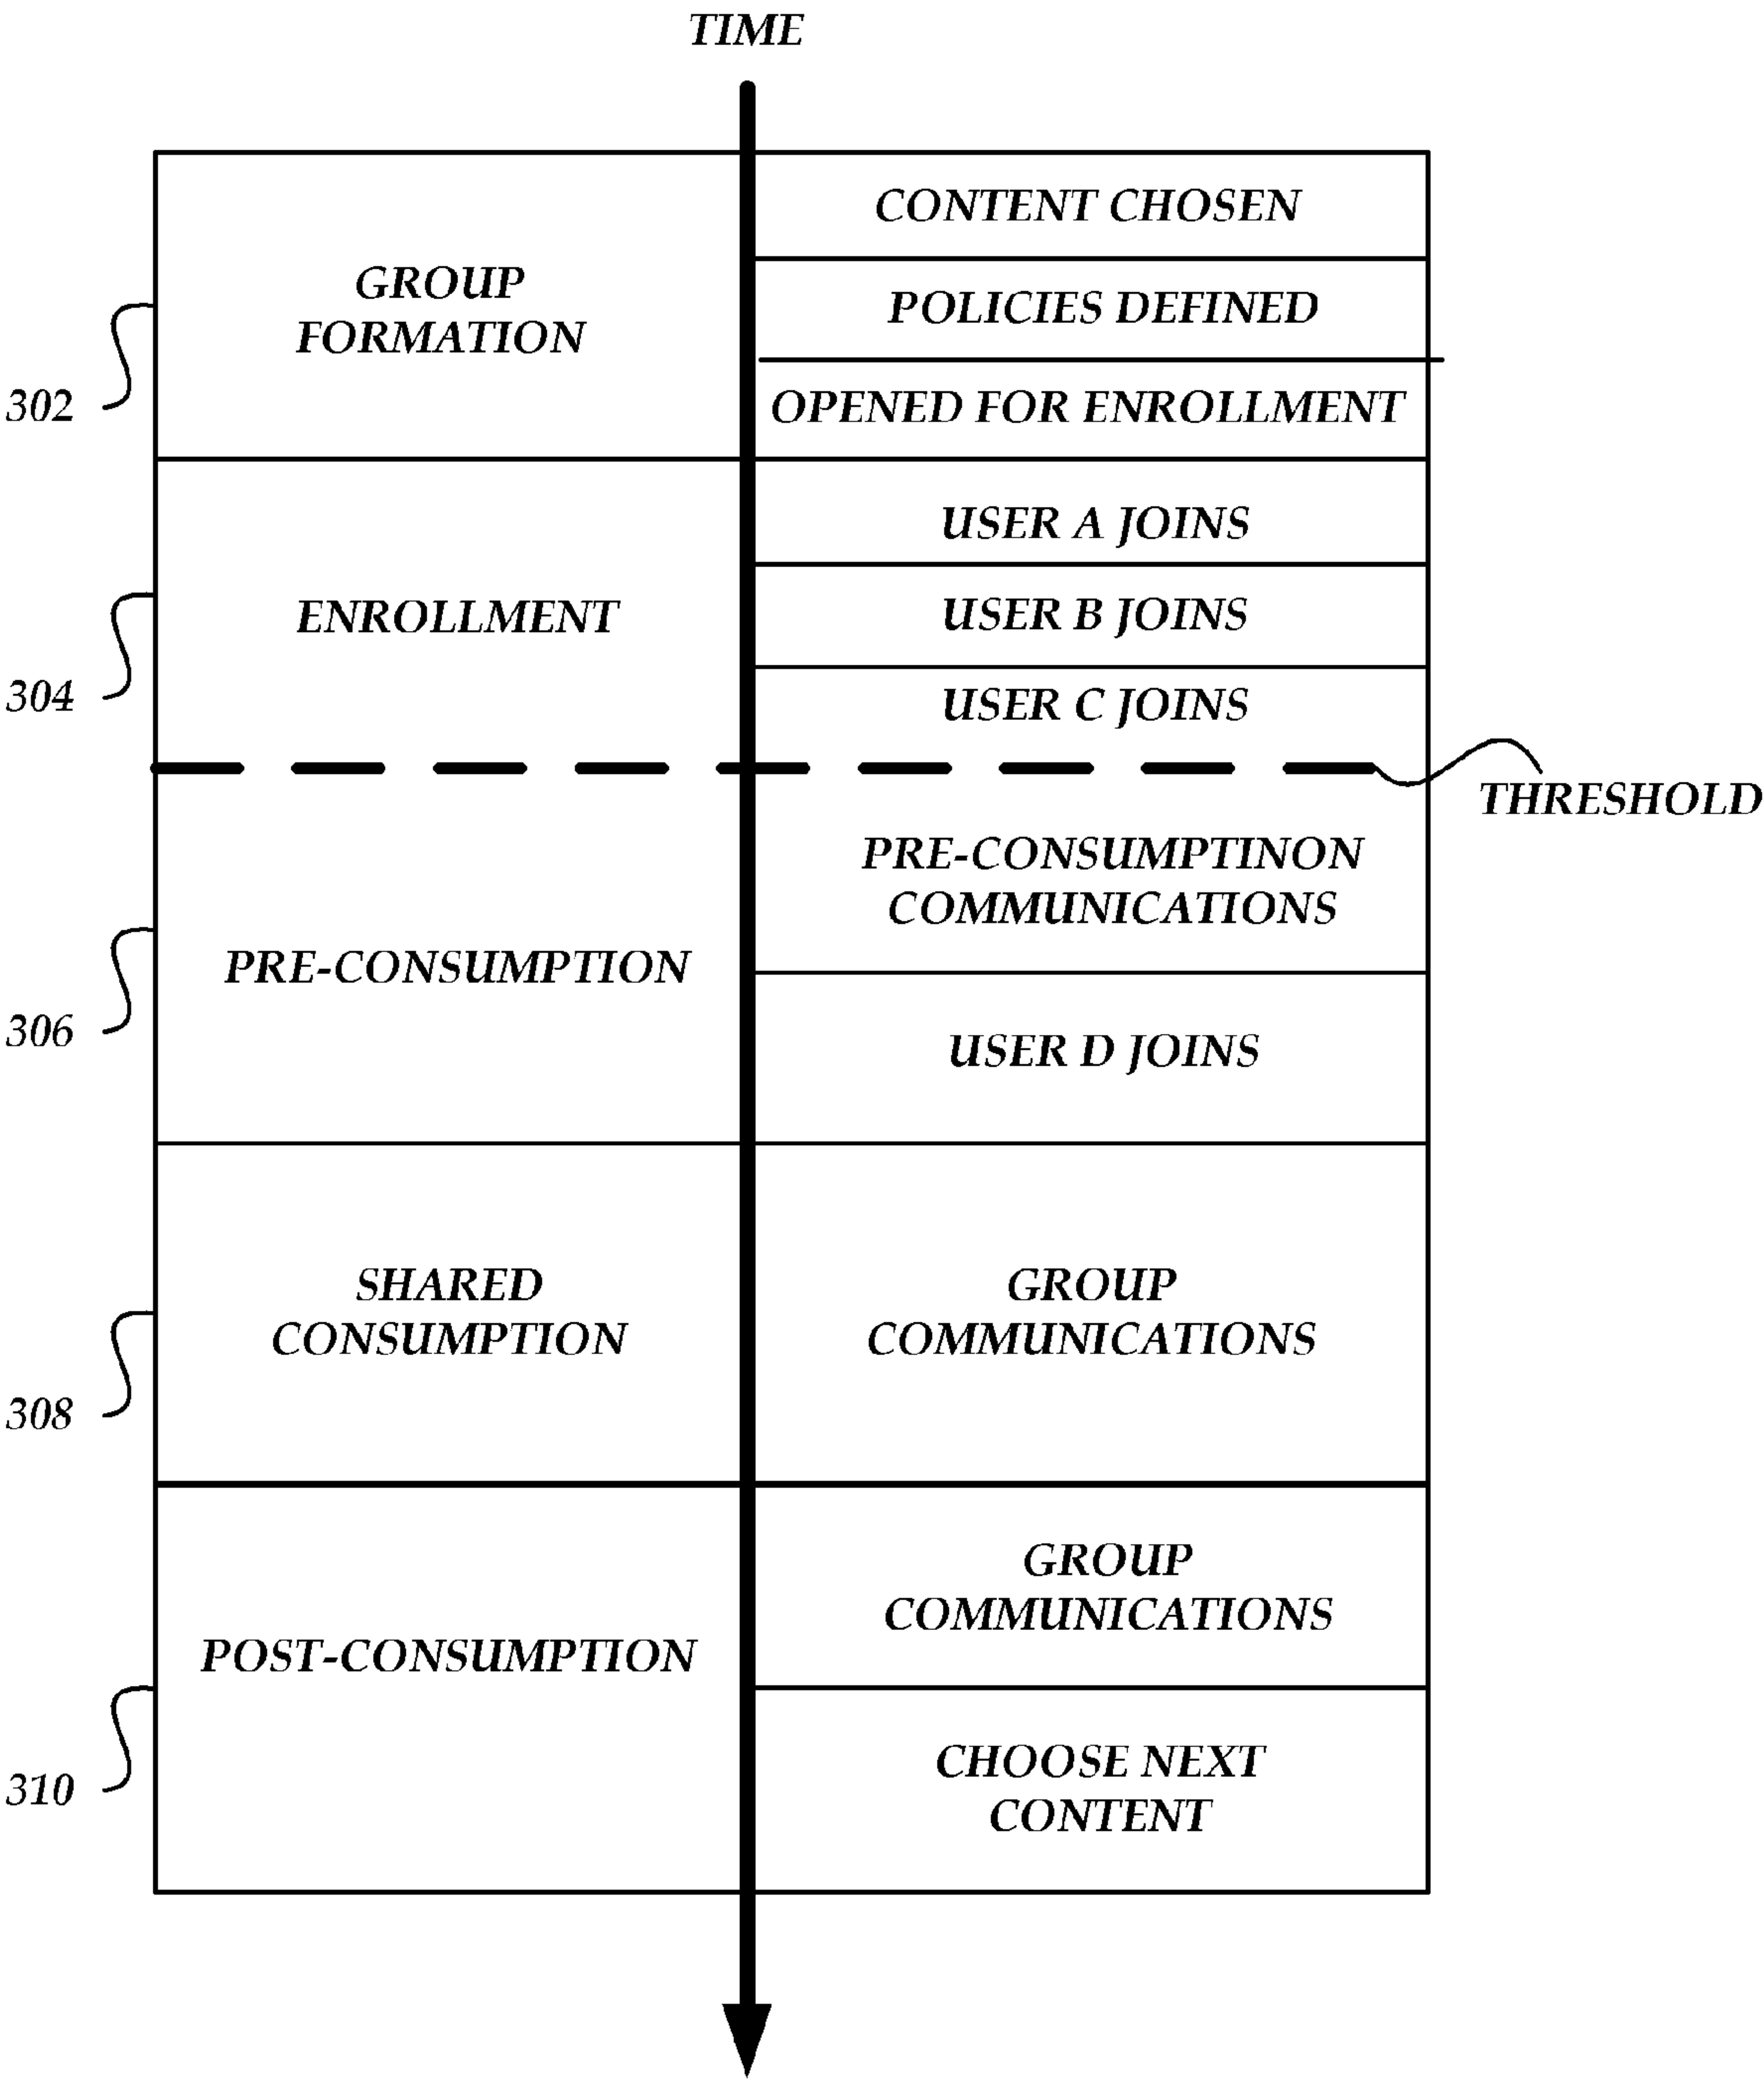 TIME
CONTENT CHOSEN
GROUP
FORMATION
POLICIES DEFINED
302
OPENED FOR ENROLLMENT
USER A JOINS
ENROLLMENT
USER B JOINS
304
USER C JOINS
THRESHOLD
PRE-CONSUMPTINON
COMMUNICATIONS
PRE-CONSUMPTION
306
USER D JOINS
SHARED
CONSUMPTION
GROUP
COMMUNICATIONS
308
GROUP
COMMUNICATIONS
POST-CONSUMPTION
310
CHOOSE NEXT
CONTENT